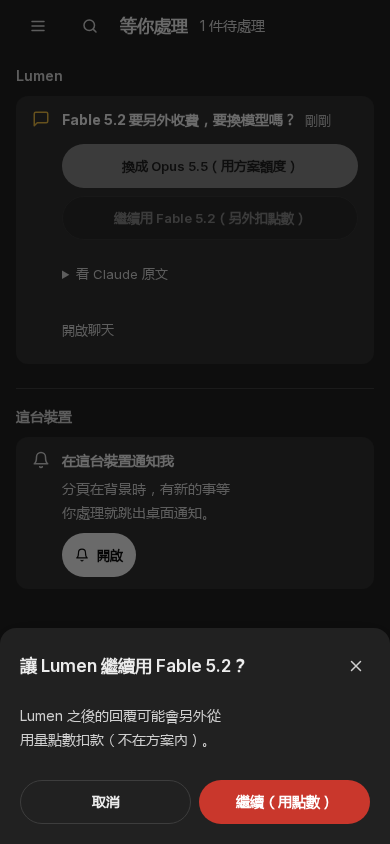 等你處理 1 件待處理
Lumen
Fable 5.2 要另外收費，要換模型嗎？ 剛剛
換成 Opus 5.5（用方案額度）
繼續用 Fable 5.2（另外扣點數）
看 Claude 原文
開啟聊天
這台裝置
在這台裝置通知我
分頁在背景時，有新的事等
你處理就跳出桌面通知。
開啟
讓 Lumen 繼續用 Fable 5.2？
Lumen 之後的回覆可能會另外從
用量點數扣款（不在方案內）。
取消
繼續（用點數）